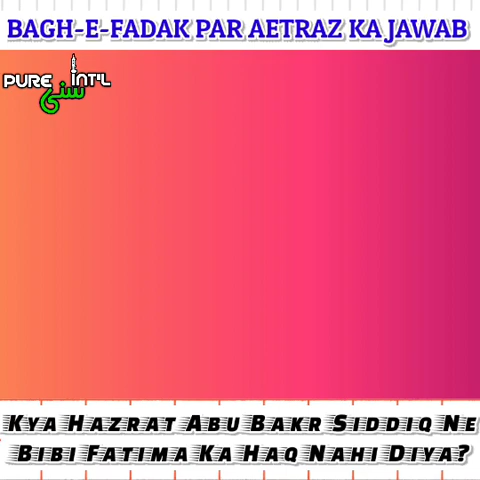 BAGH-E-FADAK PAR AETRAZ KA JAWAB
PURE INT'L
سنی
KYA HAZRAT ABU BAKR SIDDIQ NE
BIBI FATIMA KA HAQ NAHI DIYA?